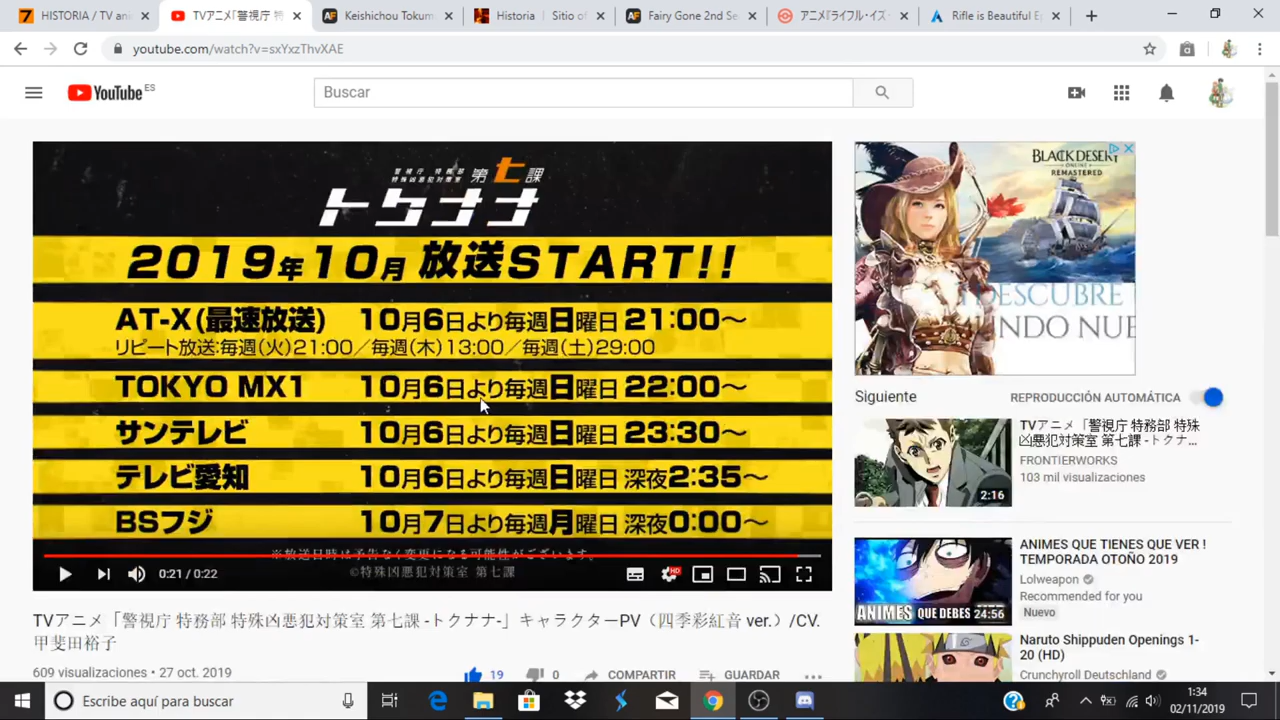 HISTORIA / TV ani
TVアニメ「警視庁 特
Keishichou Tokum
Historia | Sitio of
Fairy Gone 2nd Se
アニメ『ライフル・イズ・
Rifle is Beautiful Ep
youtube.com/watch?v=sxYxzThvXAE
YouTube ES
Buscar
警視庁 特務部
特殊凶悪犯対策室 第七課
トクナナ
2019年10月 放送START!!
AT-X(最速放送) 10月6日より毎週日曜日 21:00~
リピート放送:毎週(火)21:00/毎週(木)13:00/毎週(土)29:00
TOKYO MX1 10月6日より毎週日曜日 22:00~
サンテレビ 10月6日より毎週日曜日 23:30~
テレビ愛知 10月6日より毎週日曜日 深夜2:35~
BSフジ 10月7日より毎週月曜日 深夜0:00~
※放送日時は予告なく変更になる可能性がございます。
©特殊凶悪犯対策室 第七課
0:21 / 0:22
HD
TVアニメ「警視庁 特務部 特殊凶悪犯対策室 第七課 -トクナナ-」キャラクターPV(四季彩紅音 ver.)/CV.
甲斐田裕子
609 visualizaciones • 27 oct. 2019
19
0
COMPARTIR
GUARDAR
BLACK DESERT
ONLINE
REMASTERED
DESCUBRE
UNDO NUE
Siguiente
REPRODUCCIÓN AUTOMÁTICA
TVアニメ「警視庁 特務部 特殊
凶悪犯対策室 第七課 -トクナ...
FRONTIERWORKS
103 mil visualizaciones
2:16
ANIMES QUE TIENES QUE VER !
TEMPORADA OTOÑO 2019
Lolweapon
Recommended for you
Nuevo
ANIMES QUE DEBES
24:56
Naruto Shippuden Openings 1-
20 (HD)
Crunchyroll Deutschland
Escribe aquí para buscar
1:34
02/11/2019